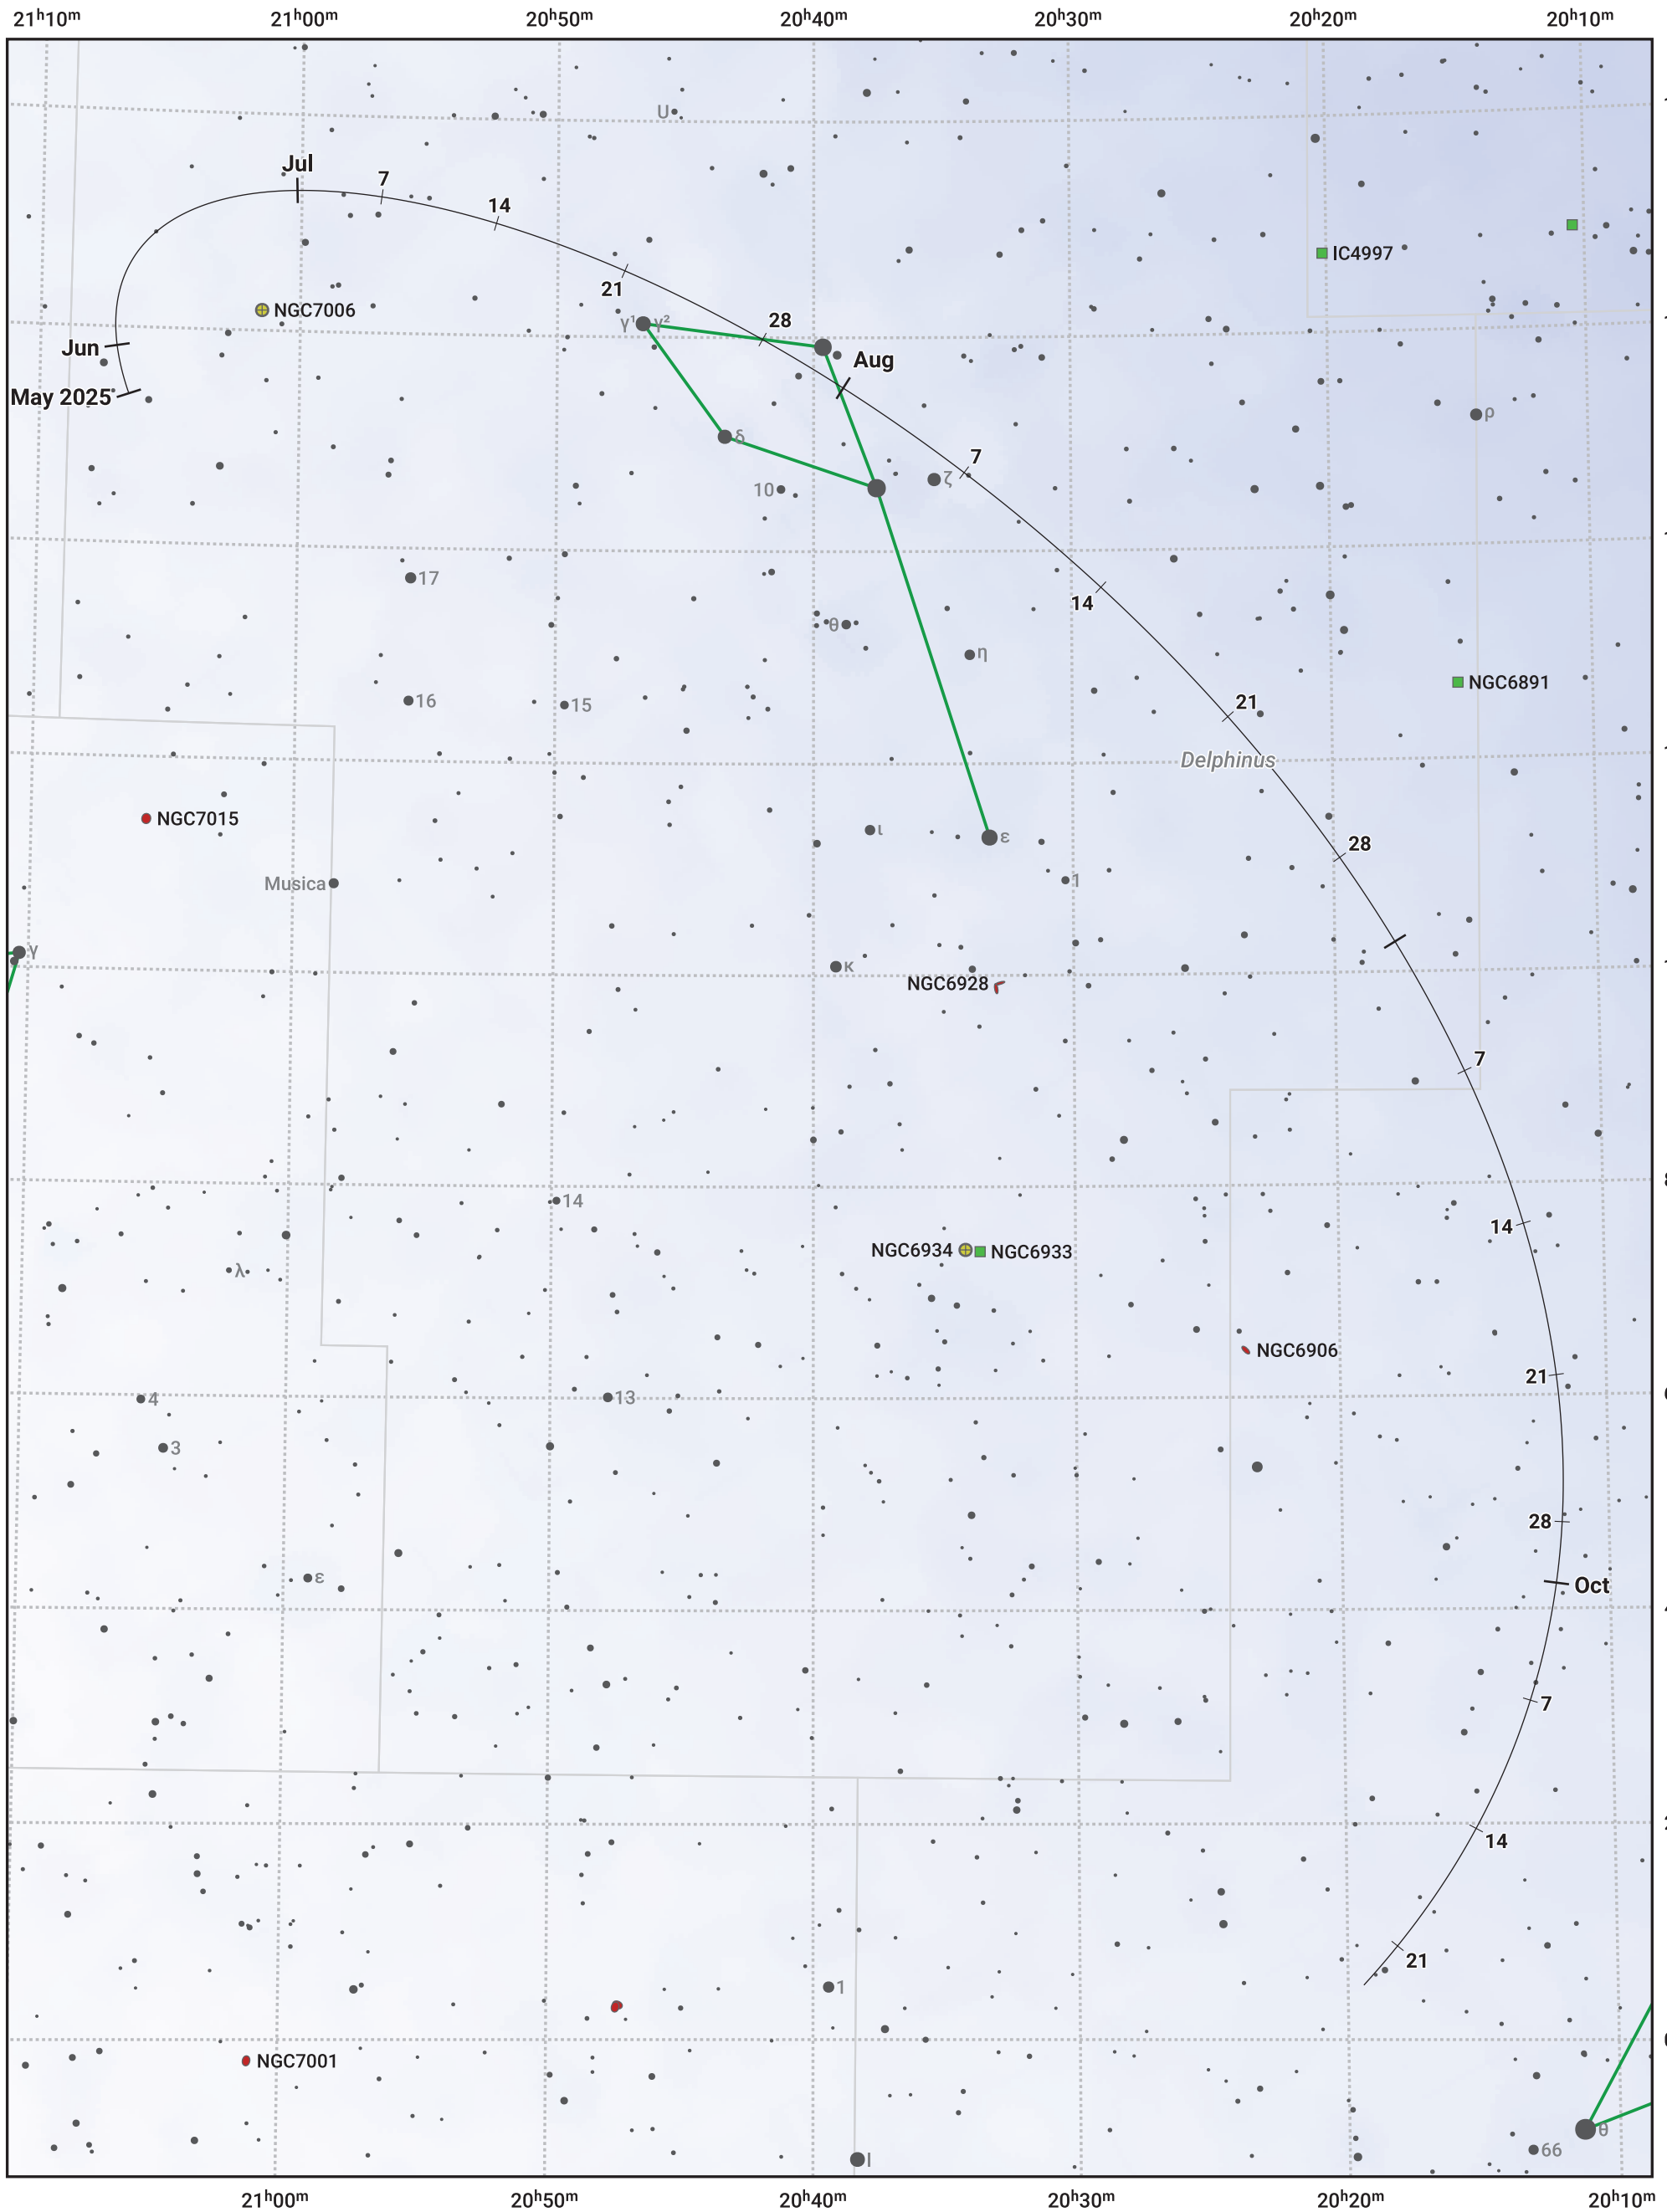 21h10m 21h00m 20h50m 20h40m 20h30m 20h20m 20h10m
U
Jul
7
14
IC4997
21
NGC7006
γ¹ γ²
28
Jun
Aug
May 2025
ρ
δ
7
ζ
10
17
14
θ
η
NGC6891
16
15
21
Delphinus
NGC7015
ι
ε
28
Musica
1
γ
κ
NGC6928
7
14
14
NGC6934
NGC6933
λ
NGC6906
21
4
13
3
28
ε
Oct
7
14
21
1
NGC7001
θ
66
21h00m 20h50m 20h40m 20h30m 20h20m 20h10m